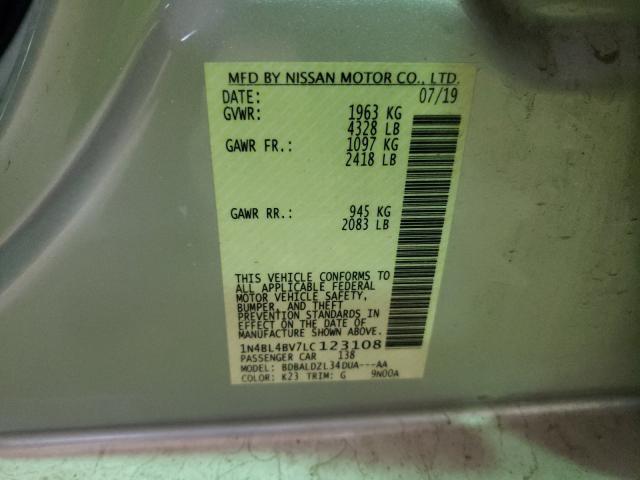 MFD BY NISSAN MOTOR CO., LTD.
DATE: 07/19
GVWR: 1963 KG
4328 LB
GAWR FR.: 1097 KG
2418 LB
GAWR RR.: 945 KG
2083 LB
THIS VEHICLE CONFORMS TO
ALL APPLICABLE FEDERAL
MOTOR VEHICLE SAFETY,
BUMPER, AND THEFT
PREVENTION STANDARDS IN
EFFECT ON THE DATE OF
MANUFACTURE SHOWN ABOVE.
1N4BL4BV7LC123108
PASSENGER CAR 138
MODEL: BDBALDZL34DUA---AA
COLOR: K23 TRIM: G 9N00A